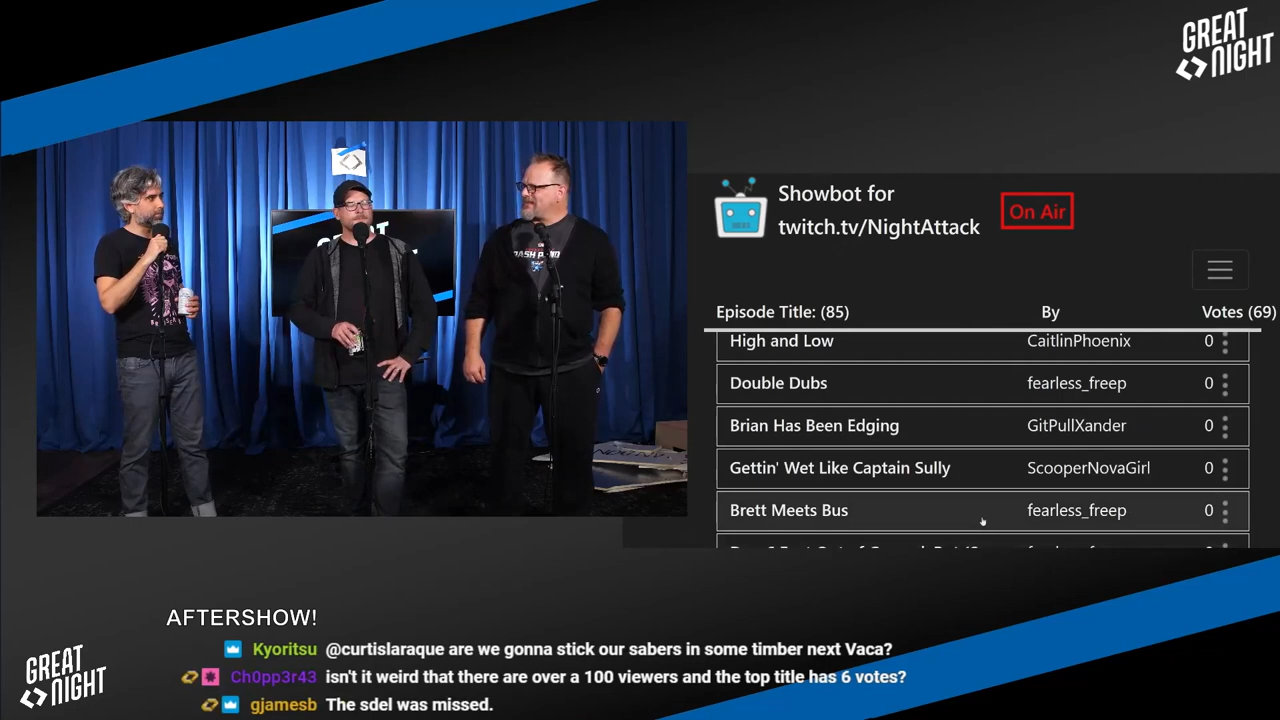 GREAT
NIGHT
Showbot for
twitch.tv/NightAttack
On Air
Episode Title: (85) By Votes (69)
High and Low CaitlinPhoenix 0
Double Dubs fearless_freep 0
Brian Has Been Edging GitPullXander 0
Gettin' Wet Like Captain Sully ScooperNovaGirl 0
Brett Meets Bus fearless_freep 0
AFTERSHOW!
Kyoritsu @curtislaraque are we gonna stick our sabers in some timber next Vaca?
Ch0pp3r43 isn't it weird that there are over a 100 viewers and the top title has 6 votes?
gjamesb The sdel was missed.
GREAT
NIGHT